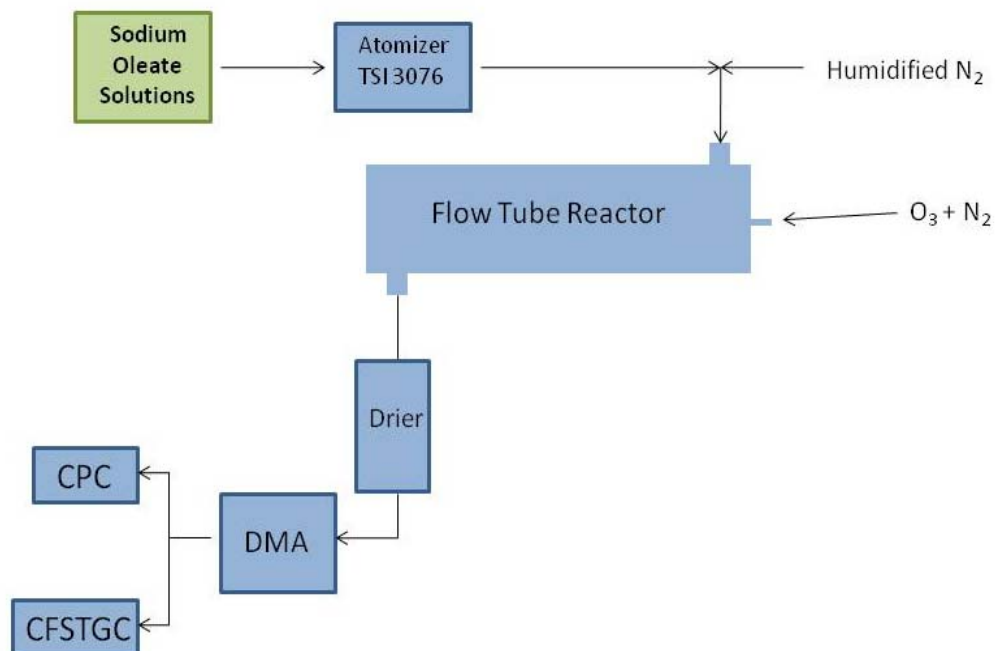 Sodium
Oleate
Solutions
Atomizer
TSI 3076
Humidified N₂
Flow Tube Reactor
O₃ + N₂
Drier
CPC
DMA
CFSTGC